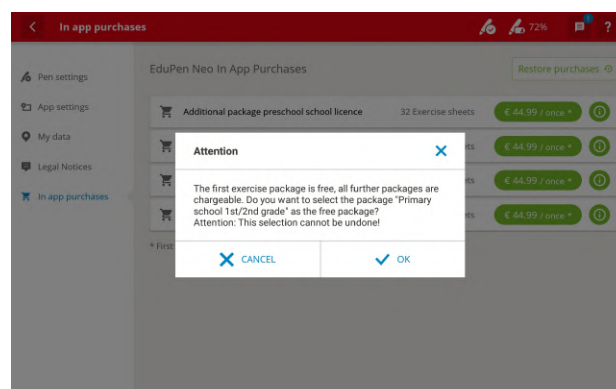 In app purchases
72%
1
?
Pen settings
App settings
My data
Legal Notices
In app purchases
EduPen Neo In App Purchases
Restore purchases
Additional package preschool school licence 32 Exercise sheets € 44.99 / once *
€ 44.99 / once *
€ 44.99 / once *
€ 44.99 / once *
* First
Attention
The first exercise package is free, all further packages are
chargeable. Do you want to select the package "Primary
school 1st/2nd grade" as the free package?
Attention: This selection cannot be undone!
CANCEL
OK